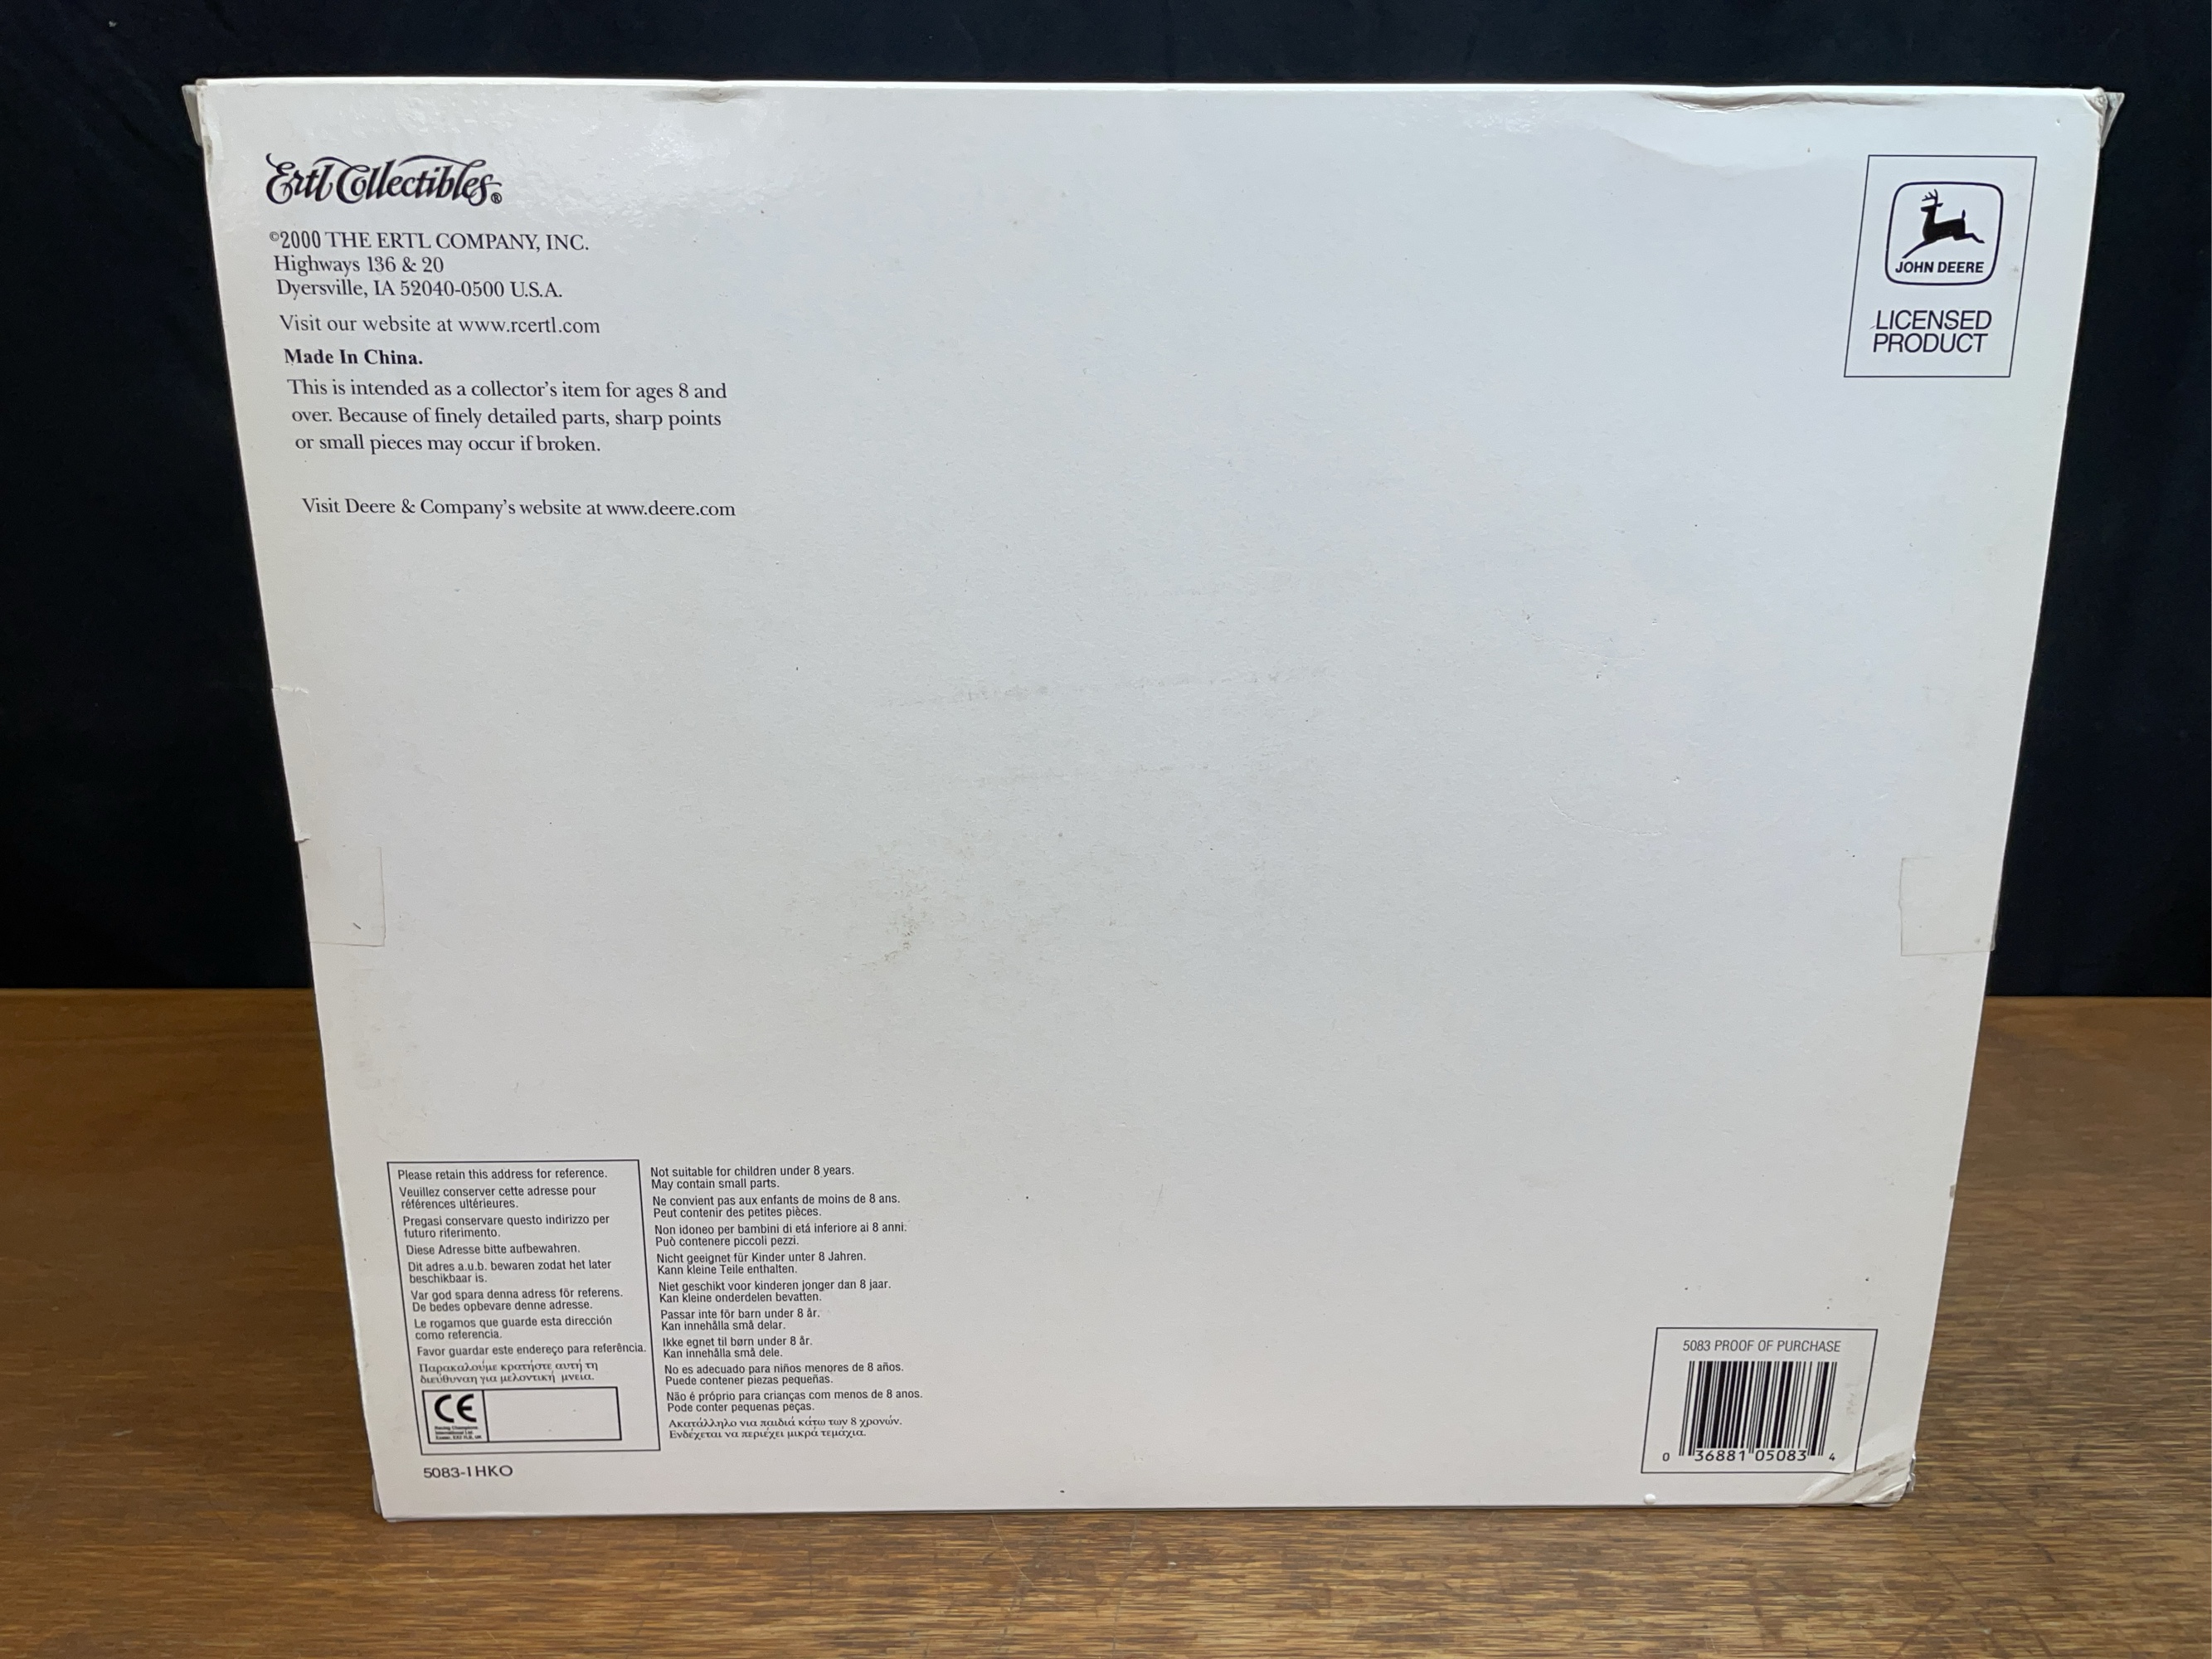 Ertl Collectibles®
©2000 THE ERTL COMPANY, INC.
Highways 136 & 20
Dyersville, IA 52040-0500 U.S.A.
Visit our website at www.rcertl.com
Made In China.
This is intended as a collector's item for ages 8 and
over. Because of finely detailed parts, sharp points
or small pieces may occur if broken.
Visit Deere & Company's website at www.deere.com
JOHN DEERE
LICENSED
PRODUCT
Please retain this address for reference.
Veuillez conserver cette adresse pour
références ultérieures.
Pregasi conservare questo indirizzo per
futuro riferimento.
Diese Adresse bitte aufbewahren.
Dit adres a.u.b. bewaren zodat het later
beschikbaar is.
Var god spara denna adress för referens.
De bedes opbevare denne adresse.
Le rogamos que guarde esta dirección
como referencia.
Favor guardar este endereço para referência.
Παρακαλούμε κρατήστε αυτή τη
διεύθυναη για μελοντική μνεία.
CE
5083-1HKO
Not suitable for children under 8 years.
May contain small parts.
Ne convient pas aux enfants de moins de 8 ans.
Peut contenir des petites pièces.
Non idoneo per bambini di etá inferiore ai 8 anni.
Può contenere piccoli pezzi.
Nicht geeignet für Kinder unter 8 Jahren.
Kann kleine Teile enthalten.
Niet geschikt voor kinderen jonger dan 8 jaar.
Kan kleine onderdelen bevatten.
Passar inte för barn under 8 år.
Kan innehålla små delar.
Ikke egnet til børn under 8 år.
Kan innehålla små dele.
No es adecuado para niños menores de 8 años.
Puede contener piezas pequeñas.
Não é próprio para crianças com menos de 8 anos.
Pode conter pequenas peças.
Ακατάλληλο για παιδιά κάτω των 8 χρονών.
Ενδέχεται να περιέχει μικρά τεμάχια.
5083 PROOF OF PURCHASE
0 36881 05083 4